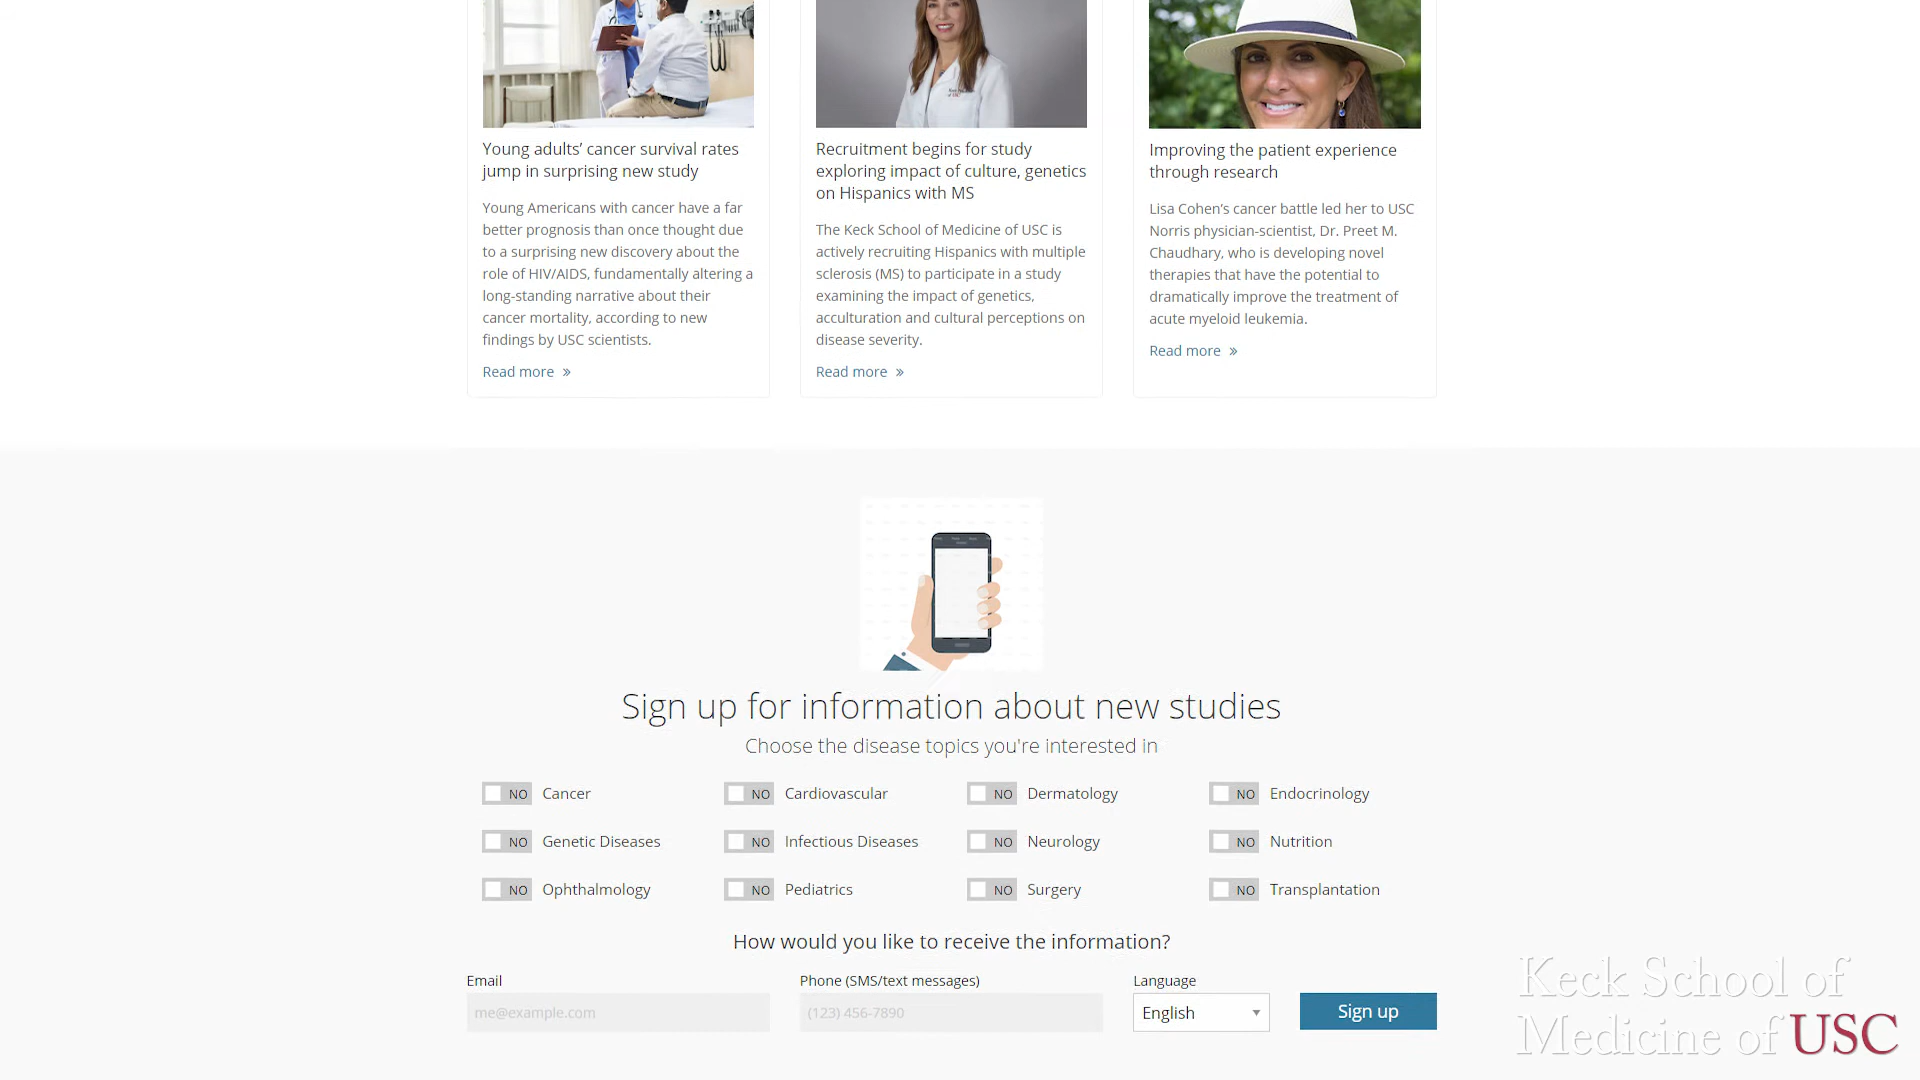 Young adults’ cancer survival rates
jump in surprising new study
Young Americans with cancer have a far
better prognosis than once thought due
to a surprising new discovery about the
role of HIV/AIDS, fundamentally altering a
long-standing narrative about their
cancer mortality, according to new
findings by USC scientists.
Read more »
Recruitment begins for study
exploring impact of culture, genetics
on Hispanics with MS
The Keck School of Medicine of USC is
actively recruiting Hispanics with multiple
sclerosis (MS) to participate in a study
examining the impact of genetics,
acculturation and cultural perceptions on
disease severity.
Read more »
Improving the patient experience
through research
Lisa Cohen’s cancer battle led her to USC
Norris physician-scientist, Dr. Preet M.
Chaudhary, who is developing novel
therapies that have the potential to
dramatically improve the treatment of
acute myeloid leukemia.
Read more »
Sign up for information about new studies
Choose the disease topics you're interested in
NO Cancer NO Cardiovascular NO Dermatology NO Endocrinology
NO Genetic Diseases NO Infectious Diseases NO Neurology NO Nutrition
NO Ophthalmology NO Pediatrics NO Surgery NO Transplantation
How would you like to receive the information?
Email Phone (SMS/text messages) Language
me@example.com (123) 456-7890 English Sign up
Keck School of
Medicine of USC